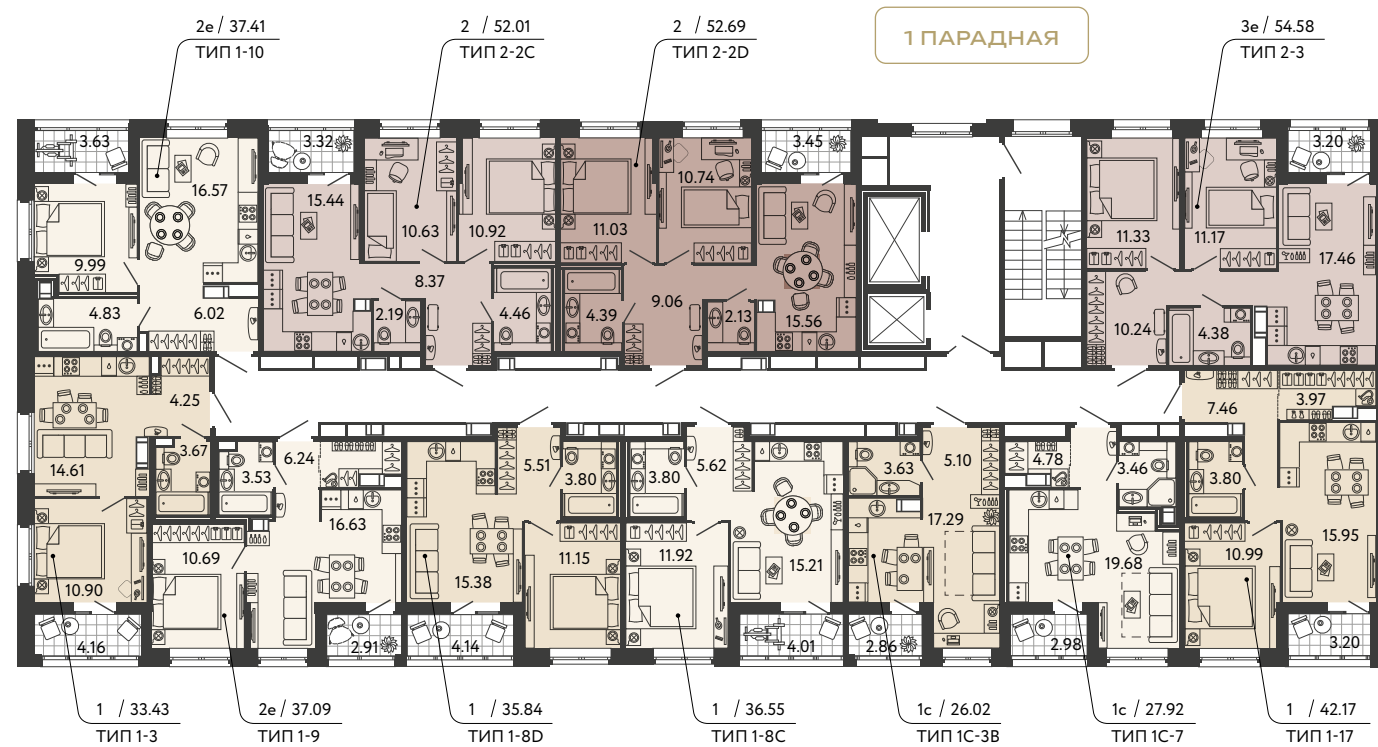 2е / 37.41
ТИП 1-10
2 / 52.01
ТИП 2-2С
2 / 52.69
ТИП 2-2D
1 ПАРАДНАЯ
3е / 54.58
ТИП 2-3
3.63
16.57
3.32
15.44
10.63
10.92
11.03
10.74
3.45
11.33
11.17
3.20
17.46
9.99
4.83
6.02
2.19
8.37
4.46
4.39
9.06
2.13
15.56
10.24
4.38
4.25
14.61
3.67
3.53
6.24
16.63
5.51
3.80
3.80
5.62
3.63
5.10
4.78
3.46
7.46
3.97
3.80
10.90
10.69
15.38
11.15
11.92
15.21
17.29
19.68
10.99
15.95
4.16
2.91
4.14
4.01
2.86
2.98
3.20
1 / 33.43
ТИП 1-3
2е / 37.09
ТИП 1-9
1 / 35.84
ТИП 1-8D
1 / 36.55
ТИП 1-8С
1с / 26.02
ТИП 1С-3В
1с / 27.92
ТИП 1С-7
1 / 42.17
ТИП 1-17